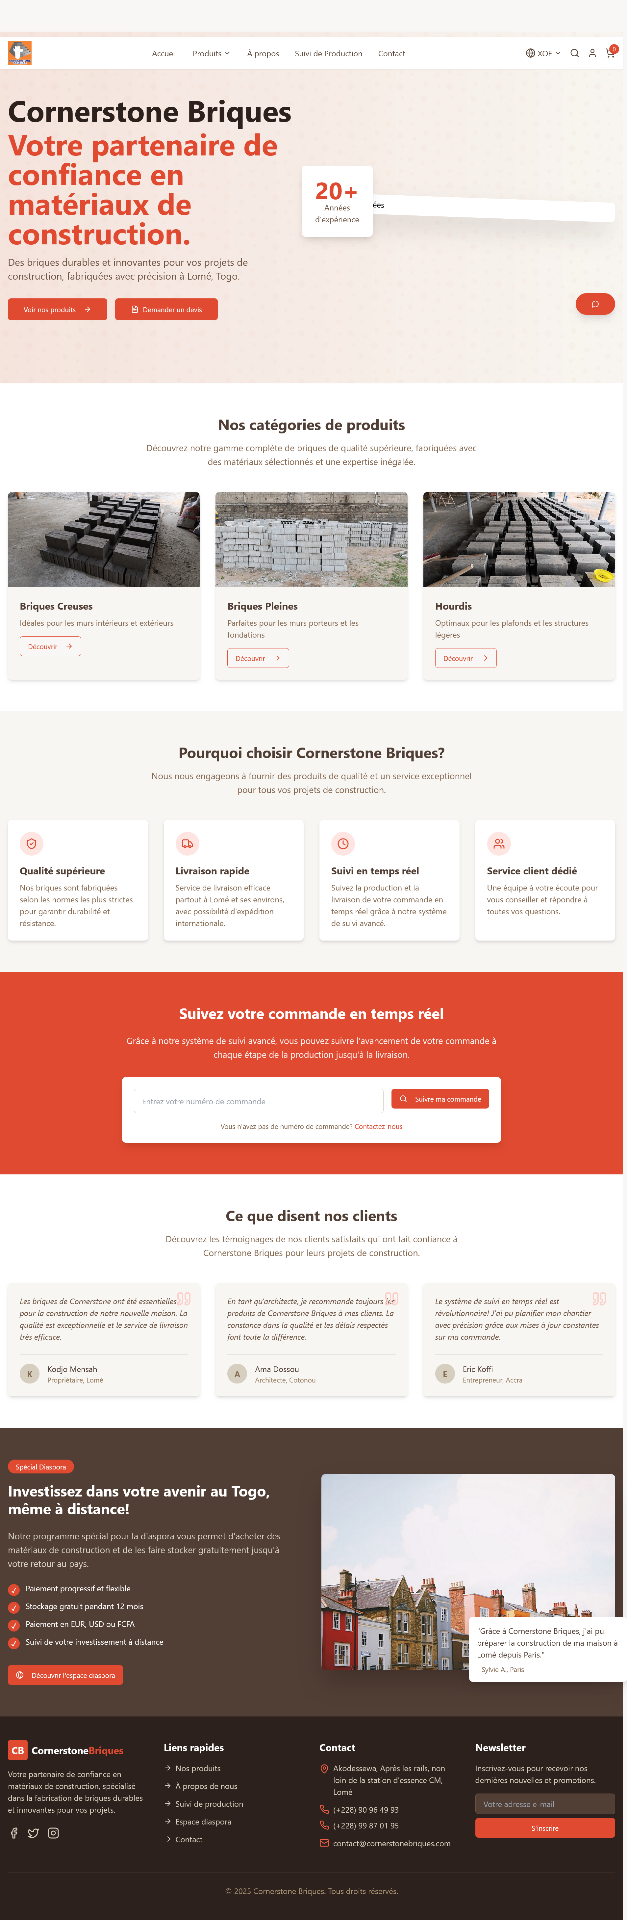 Accueil Produits À propos Suivi de Production Contact XOF 0
Cornerstone Briques
Votre partenaire de
confiance en
matériaux de
construction.
Des briques durables et innovantes pour vos projets de
construction, fabriquées avec précision à Lomé, Togo.
Voir nos produits
Demander un devis
20+
Années
d'expérience
Nos catégories de produits
Découvrez notre gamme complète de briques de qualité supérieure, fabriquées avec
des matériaux sélectionnés et une expertise inégalée.
Briques Creuses
Idéales pour les murs intérieurs et extérieurs
Découvrir
Briques Pleines
Parfaites pour les murs porteurs et les
fondations
Découvrir
Hourdis
Optimaux pour les plafonds et les structures
légères
Découvrir
Pourquoi choisir Cornerstone Briques?
Nous nous engageons à fournir des produits de qualité et un service exceptionnel
pour tous vos projets de construction.
Qualité supérieure
Nos briques sont fabriquées
selon les normes les plus strictes
pour garantir durabilité et
résistance.
Livraison rapide
Service de livraison efficace
partout à Lomé et ses environs,
avec possibilité d'expédition
internationale.
Suivi en temps réel
Suivez la production et la
livraison de votre commande en
temps réel grâce à notre système
de suivi avancé.
Service client dédié
Une équipe à votre écoute pour
vous conseiller et répondre à
toutes vos questions.
Suivez votre commande en temps réel
Grâce à notre système de suivi avancé, vous pouvez suivre l'avancement de votre commande à
chaque étape de la production jusqu'à la livraison.
Entrez votre numéro de commande
Suivre ma commande
Vous n'avez pas de numéro de commande? Contactez-nous
Ce que disent nos clients
Découvrez les témoignages de nos clients satisfaits qui ont fait confiance à
Cornerstone Briques pour leurs projets de construction.
Les briques de Cornerstone ont été essentielles
pour la construction de notre nouvelle maison. La
qualité est exceptionnelle et le service de livraison
très efficace.
K
Kodjo Mensah
Propriétaire, Lomé
En tant qu'architecte, je recommande toujours les
produits de Cornerstone Briques à mes clients. La
constance dans la qualité et les délais respectés
font toute la différence.
A
Ama Dossou
Architecte, Cotonou
Le système de suivi en temps réel est
révolutionnaire! J'ai pu planifier mon chantier
avec précision grâce aux mises à jour constantes
sur ma commande.
E
Eric Koffi
Entrepreneur, Accra
Spécial Diaspora
Investissez dans votre avenir au Togo,
même à distance!
Notre programme spécial pour la diaspora vous permet d'acheter des
matériaux de construction et de les faire stocker gratuitement jusqu'à
votre retour au pays.
Paiement progressif et flexible
Stockage gratuit pendant 12 mois
Paiement en EUR, USD ou FCFA
Suivi de votre investissement à distance
Découvrir l'espace diaspora
"Grâce à Cornerstone Briques, j'ai pu
préparer la construction de ma maison à
Lomé depuis Paris."
- Sylvie A., Paris
CB CornerstoneBriques
Votre partenaire de confiance en
matériaux de construction, spécialisé
dans la fabrication de briques durables
et innovantes pour vos projets.
Liens rapides
Nos produits
À propos de nous
Suivi de production
Espace diaspora
Contact
Contact
Akodessewa, Après les rails, non
loin de la station d'essence CM,
Lomé
(+228) 90 96 49 93
(+228) 99 87 01 95
contact@cornerstonebriques.com
Newsletter
Inscrivez-vous pour recevoir nos
dernières nouvelles et promotions.
Votre adresse e-mail
S'inscrire
© 2025 Cornerstone Briques. Tous droits réservés.